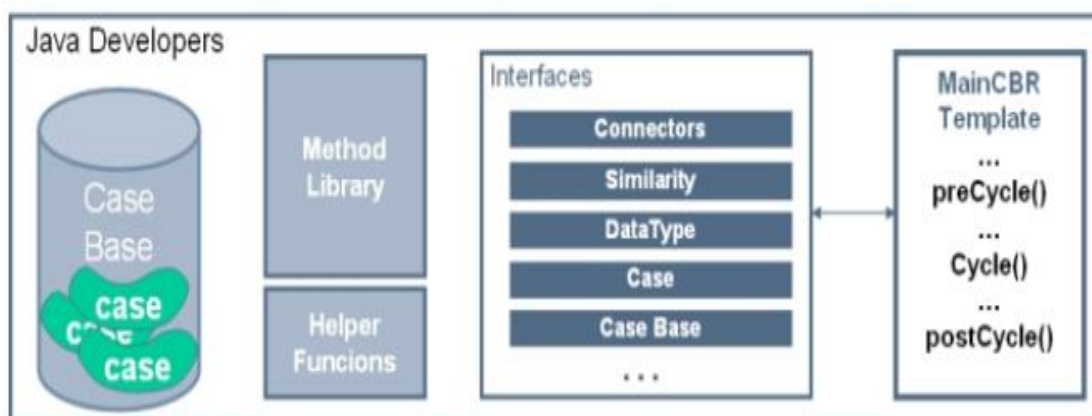 Java Developers
Case
Base
case
case
case
Method
Library
Helper
Funcions
Interfaces
Connectors
Similarity
DataType
Case
Case Base
...
MainCBR
Template
...
preCycle()
...
Cycle()
...
postCycle()